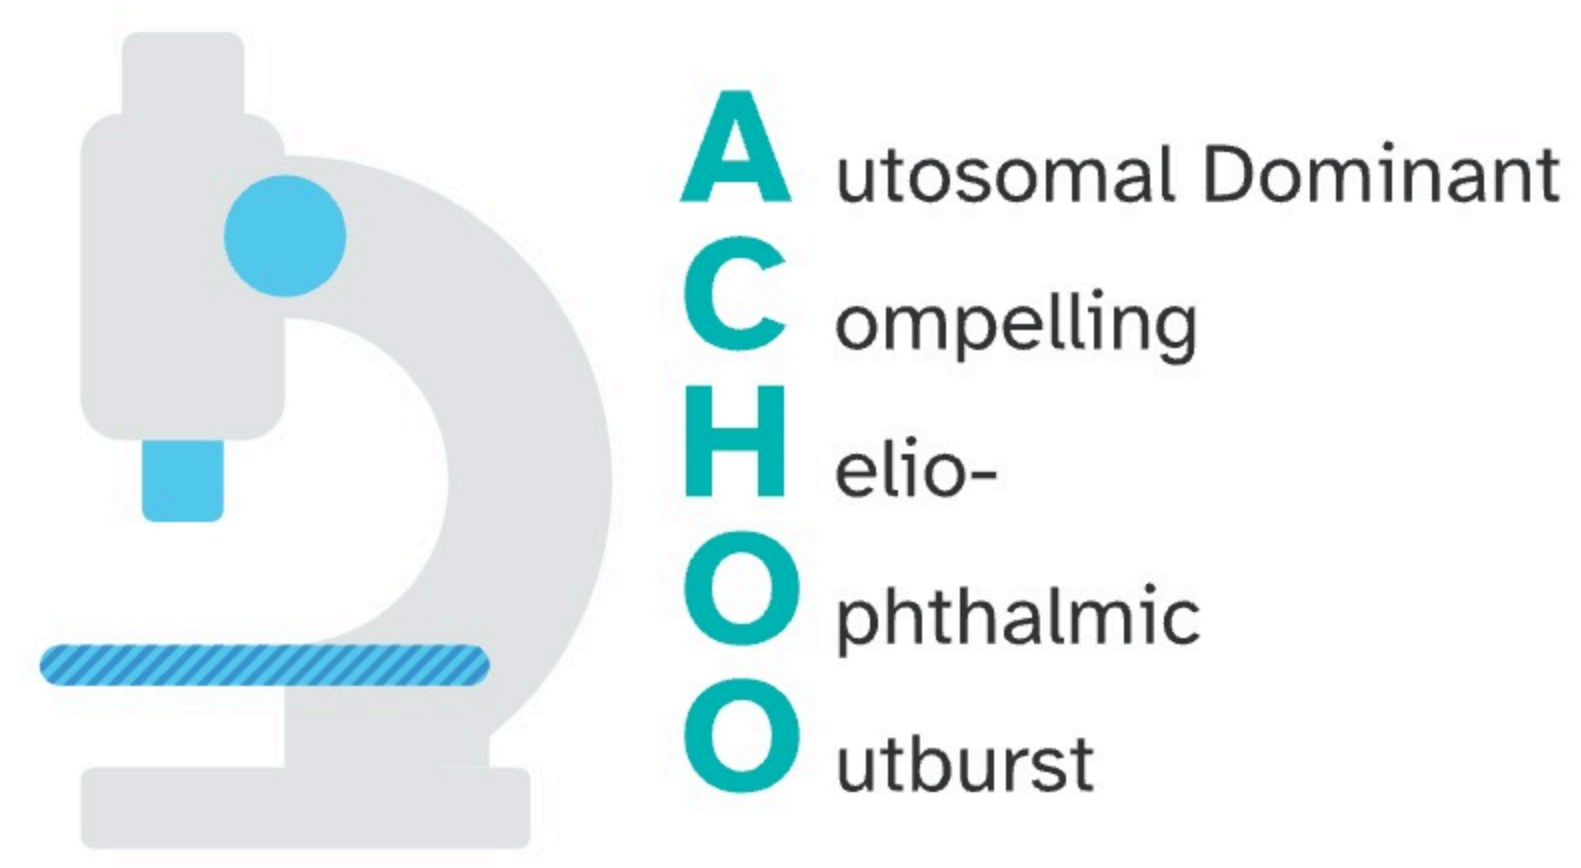 Autosomal Dominant
Compelling
Helio-
Ophthalmic
Outburst